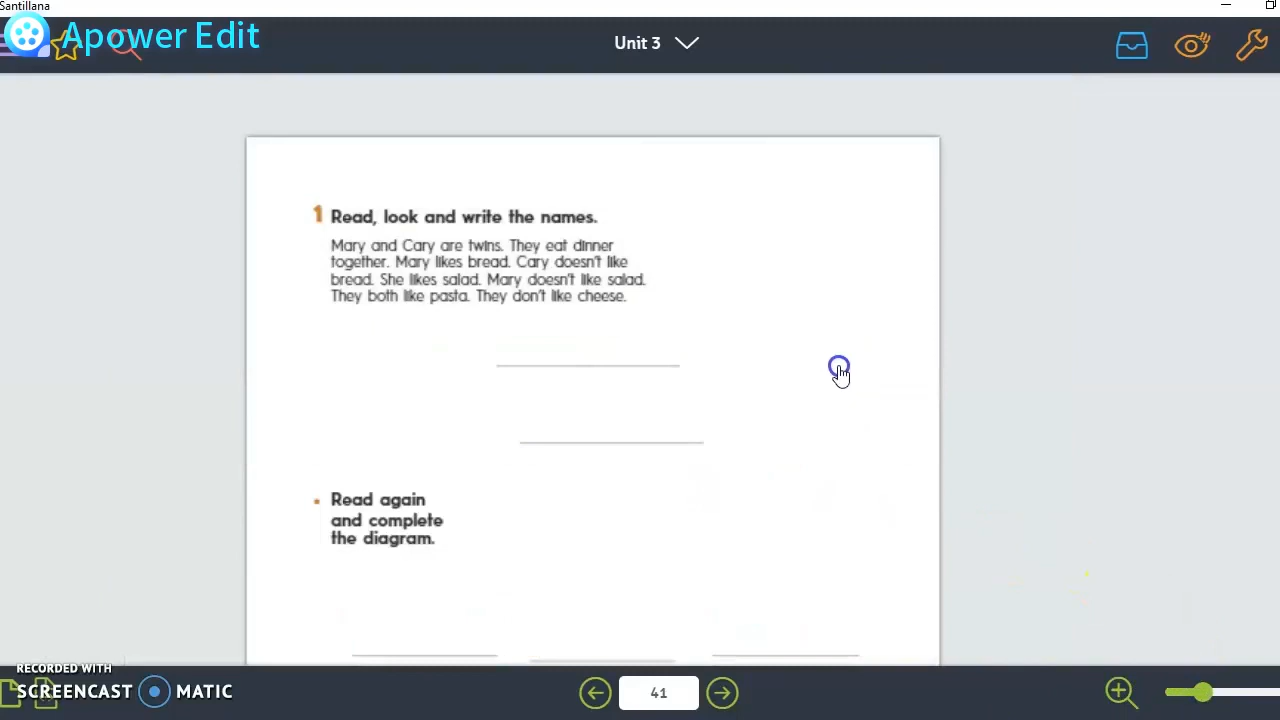 Santillana
Apower Edit
Unit 3
1 Read, look and write the names.
Mary and Cary are twins. They eat dinner
together. Mary likes bread. Cary doesn't like
bread. She likes salad. Mary doesn't like salad.
They both like pasta. They don't like cheese.
Read again
and complete
the diagram.
RECORDED WITH
SCREENCAST MATIC
41